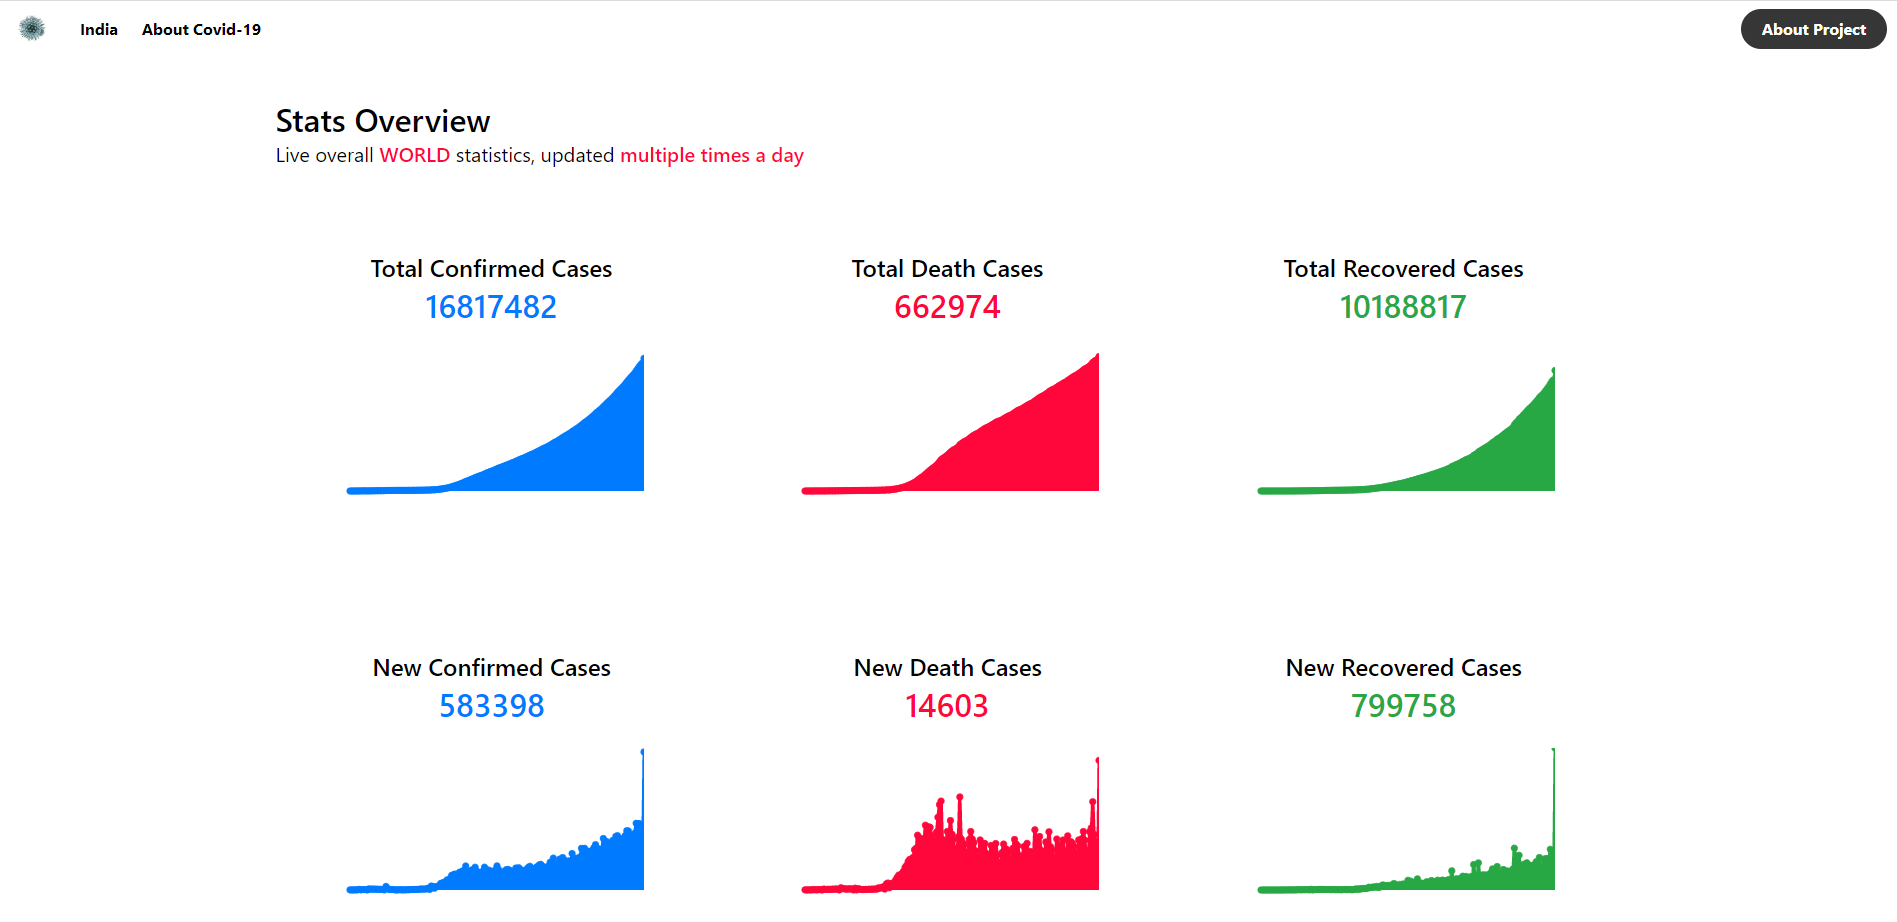 India
About Covid-19
About Project
Stats Overview
Live overall WORLD statistics, updated multiple times a day
Total Confirmed Cases
16817482
Total Death Cases
662974
Total Recovered Cases
10188817
New Confirmed Cases
583398
New Death Cases
14603
New Recovered Cases
799758